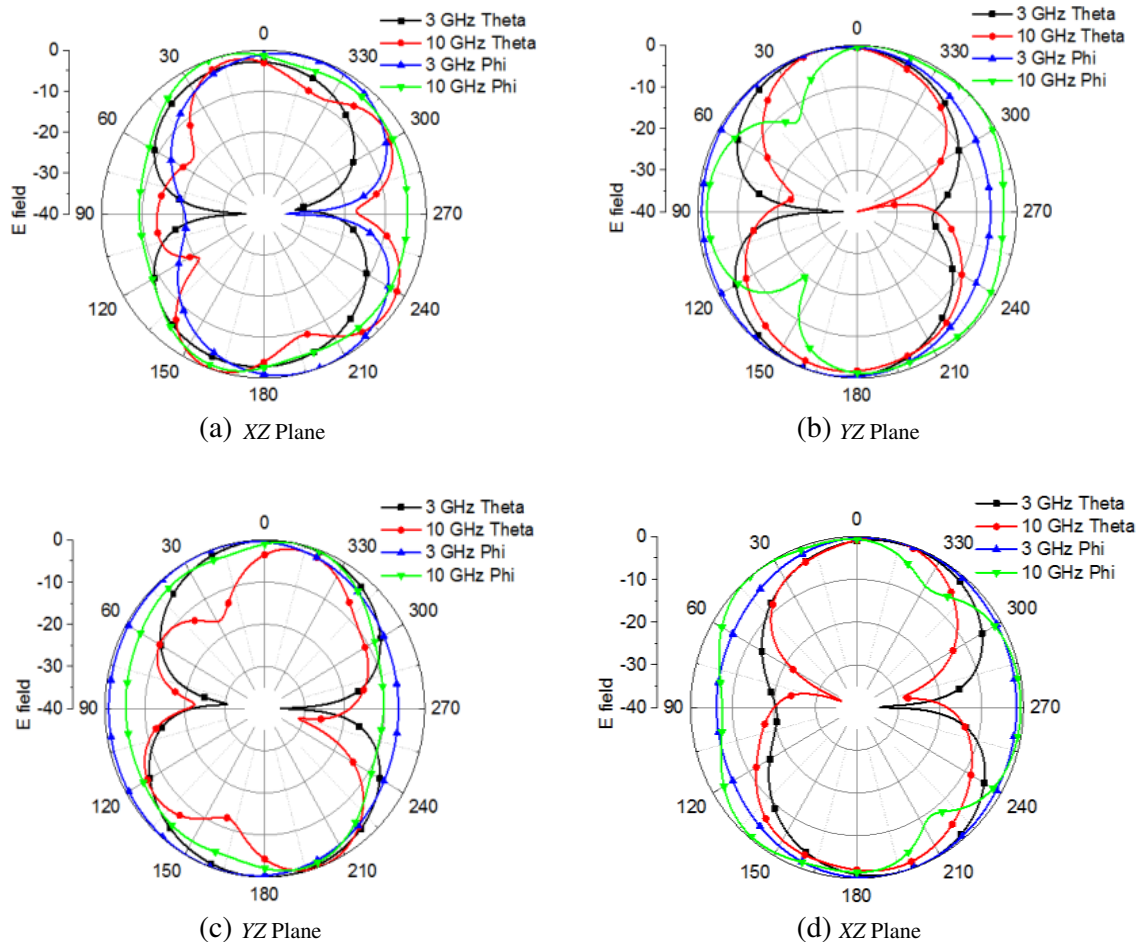 3 GHz Theta
10 GHz Theta
3 GHz Phi
10 GHz Phi
0
-10
-20
-30
-40
E field
0
30
60
90
120
150
180
210
240
270
300
330
(a) XZ Plane
3 GHz Theta
10 GHz Theta
3 GHz Phi
10 GHz Phi
0
-10
-20
-30
-40
E field
0
30
60
90
120
150
180
210
240
270
300
330
(b) YZ Plane
3 GHz Theta
10 GHz Theta
3 GHz Phi
10 GHz Phi
0
-10
-20
-30
-40
E field
0
30
60
90
120
150
180
210
240
270
300
330
(c) YZ Plane
3 GHz Theta
10 GHz Theta
3 GHz Phi
10 GHz Phi
0
-10
-20
-30
-40
E field
0
30
60
90
120
150
180
210
240
270
300
330
(d) XZ Plane